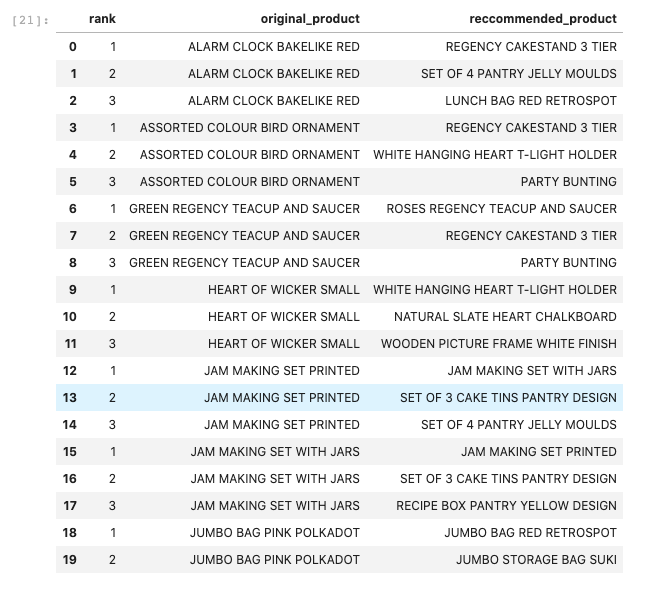 [21]: rank original_product reccommended_product
0 1 ALARM CLOCK BAKELIKE RED REGENCY CAKESTAND 3 TIER
1 2 ALARM CLOCK BAKELIKE RED SET OF 4 PANTRY JELLY MOULDS
2 3 ALARM CLOCK BAKELIKE RED LUNCH BAG RED RETROSPOT
3 1 ASSORTED COLOUR BIRD ORNAMENT REGENCY CAKESTAND 3 TIER
4 2 ASSORTED COLOUR BIRD ORNAMENT WHITE HANGING HEART T-LIGHT HOLDER
5 3 ASSORTED COLOUR BIRD ORNAMENT PARTY BUNTING
6 1 GREEN REGENCY TEACUP AND SAUCER ROSES REGENCY TEACUP AND SAUCER
7 2 GREEN REGENCY TEACUP AND SAUCER REGENCY CAKESTAND 3 TIER
8 3 GREEN REGENCY TEACUP AND SAUCER PARTY BUNTING
9 1 HEART OF WICKER SMALL WHITE HANGING HEART T-LIGHT HOLDER
10 2 HEART OF WICKER SMALL NATURAL SLATE HEART CHALKBOARD
11 3 HEART OF WICKER SMALL WOODEN PICTURE FRAME WHITE FINISH
12 1 JAM MAKING SET PRINTED JAM MAKING SET WITH JARS
13 2 JAM MAKING SET PRINTED SET OF 3 CAKE TINS PANTRY DESIGN
14 3 JAM MAKING SET PRINTED SET OF 4 PANTRY JELLY MOULDS
15 1 JAM MAKING SET WITH JARS JAM MAKING SET PRINTED
16 2 JAM MAKING SET WITH JARS SET OF 3 CAKE TINS PANTRY DESIGN
17 3 JAM MAKING SET WITH JARS RECIPE BOX PANTRY YELLOW DESIGN
18 1 JUMBO BAG PINK POLKADOT JUMBO BAG RED RETROSPOT
19 2 JUMBO BAG PINK POLKADOT JUMBO STORAGE BAG SUKI